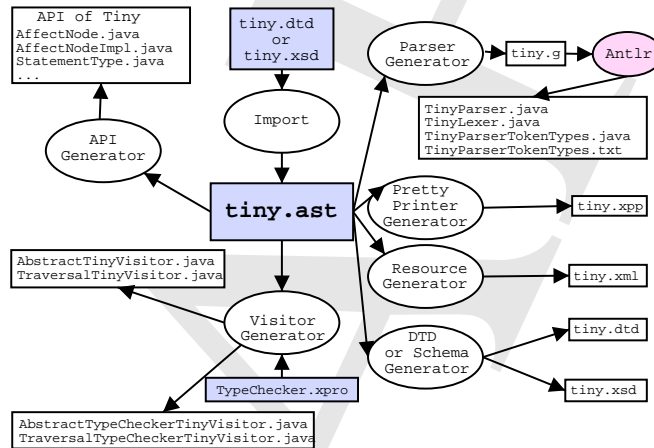 API of Tiny
AffectNode.java
AffectNodeImpl.java
StatementType.java
...
tiny.dtd
or
tiny.xsd
Parser
Generator
tiny.g
Antlr
TinyParser.java
TinyLexer.java
TinyParserTokenTypes.java
TinyParserTokenTypes.txt
Import
API
Generator
tiny.ast
Pretty
Printer
Generator
tiny.xpp
Resource
Generator
tiny.xml
AbstractTinyVisitor.java
TraversalTinyVisitor.java
Visitor
Generator
DTD
or Schema
Generator
tiny.dtd
tiny.xsd
TypeChecker.xpro
AbstractTypeCheckerTinyVisitor.java
TraversalTypeCheckerTinyVisitor.java